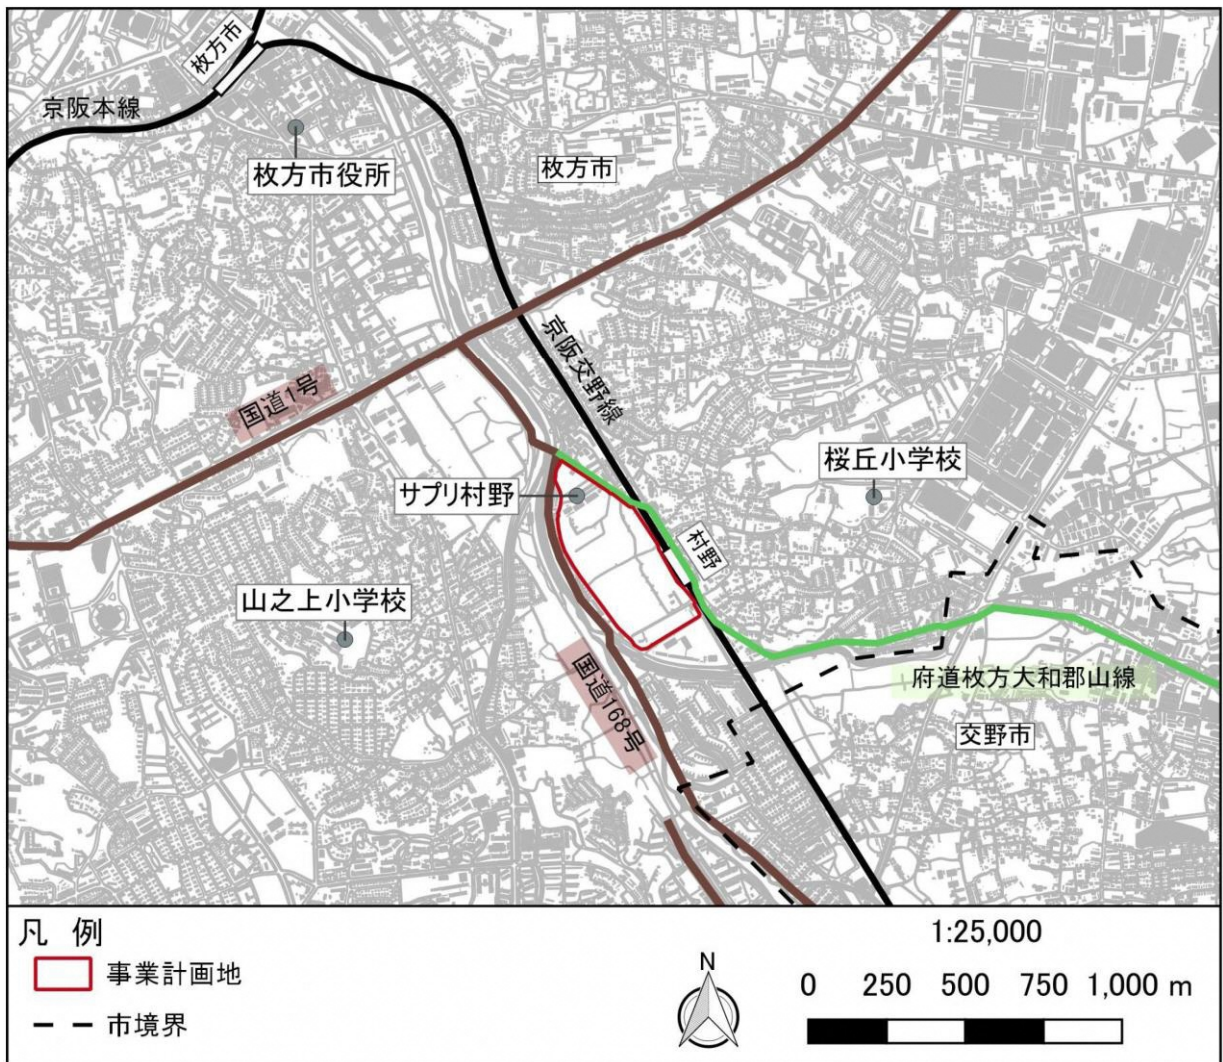 枚方市
京阪本線
枚方市役所
枚方市
京阪交野線
国道1号
桜丘小学校
サプリ村野
村野
山之上小学校
国道168号
府道枚方大和郡山線
交野市
凡 例
事業計画地
市境界
N
1:25,000
0 250 500 750 1,000 m